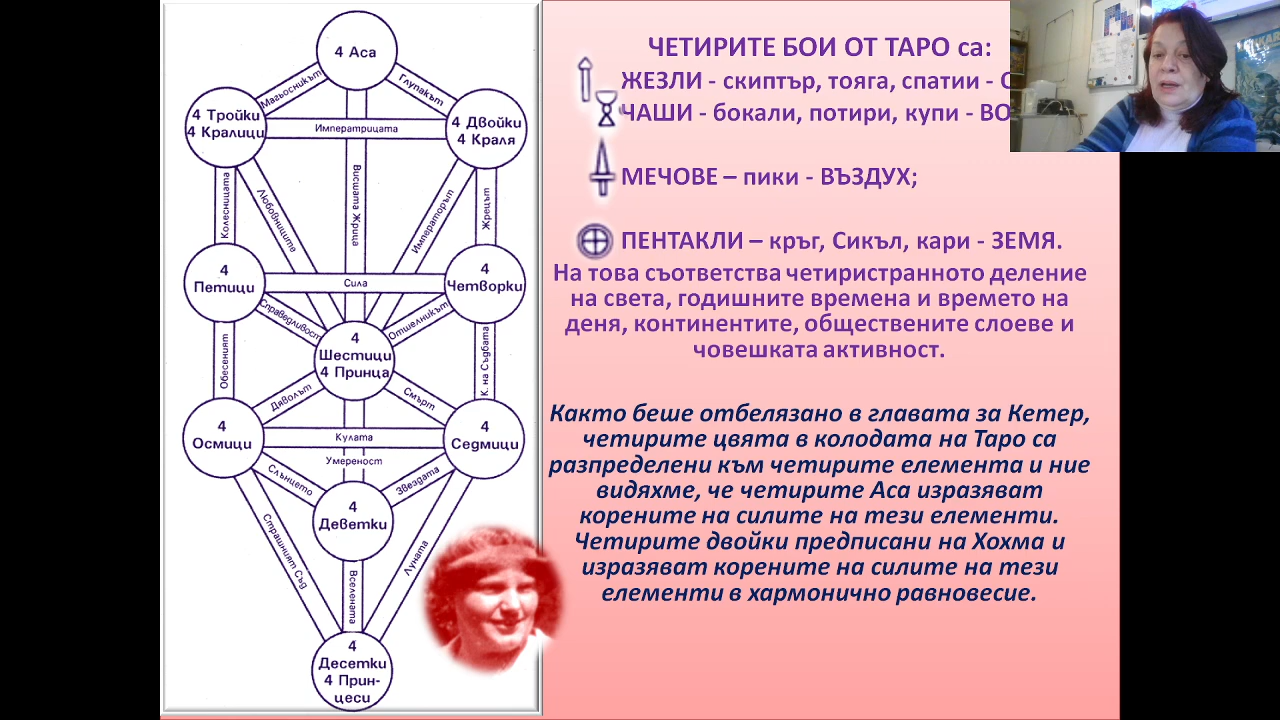 4 Аса
Магьосникът
Глупакът
4 Тройки
4 Кралици
Императрицата
4 Двойки
4 Краля
Висшата Жрица
Колесницата
Любовниците
Императорът
Жрецът
4
Петици
Сила
4
Четворки
Справедливост
Отшелникът
4
Шестици
4 Принца
Обесеният
К. на Съдбата
Дяволът
Смърт
4
Осмици
Кулата
4
Седмици
Умереност
Слънцето
Звездата
4
Деветки
Страшният Съд
Вселената
Луната
4
Десетки
4 Прин-
цеси
ЧЕТИРИТЕ БОИ ОТ ТАРО са:
ЖЕЗЛИ - скиптър, тояга, спатии -
ЧАШИ - бокали, потири, купи -
МЕЧОВЕ – пики - ВЪЗДУХ;
ПЕНТАКЛИ – кръг, Сикъл, кари - ЗЕМЯ.
На това съответства четиристранното деление
на света, годишните времена и времето на
деня, континентите, обществените слоеве и
човешката активност.
Както беше отбелязано в главата за Кетер,
четирите цвята в колодата на Таро са
разпределени към четирите елемента и ние
видяхме, че четирите Аса изразяват
корените на силите на тези елементи.
Четирите двойки предписани на Хохма и
изразяват корените на силите на тези
елементи в хармонично равновесие.